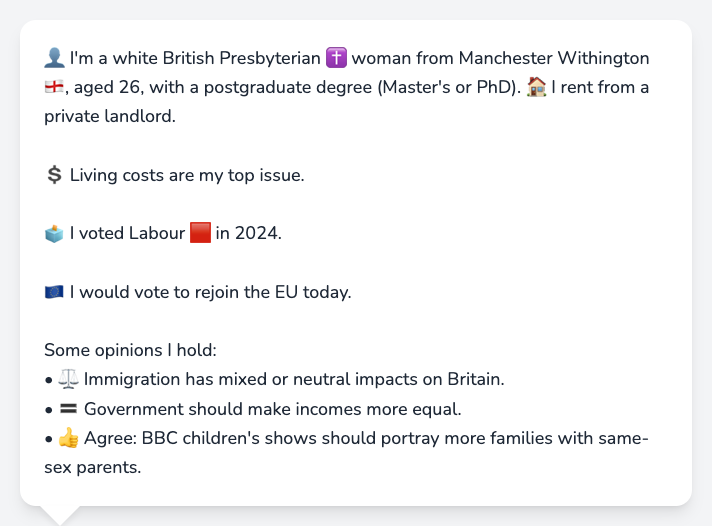 👤 I'm a white British Presbyterian ✝️ woman from Manchester Withington
🏴󠁧󠁢󠁥󠁮󠁧󠁿, aged 26, with a postgraduate degree (Master's or PhD). 🏠 I rent from a
private landlord.
💲 Living costs are my top issue.
🗳️ I voted Labour 🟥 in 2024.
🇪🇺 I would vote to rejoin the EU today.
Some opinions I hold:
• ⚖️ Immigration has mixed or neutral impacts on Britain.
• 🟰 Government should make incomes more equal.
• 👍 Agree: BBC children's shows should portray more families with same-
sex parents.